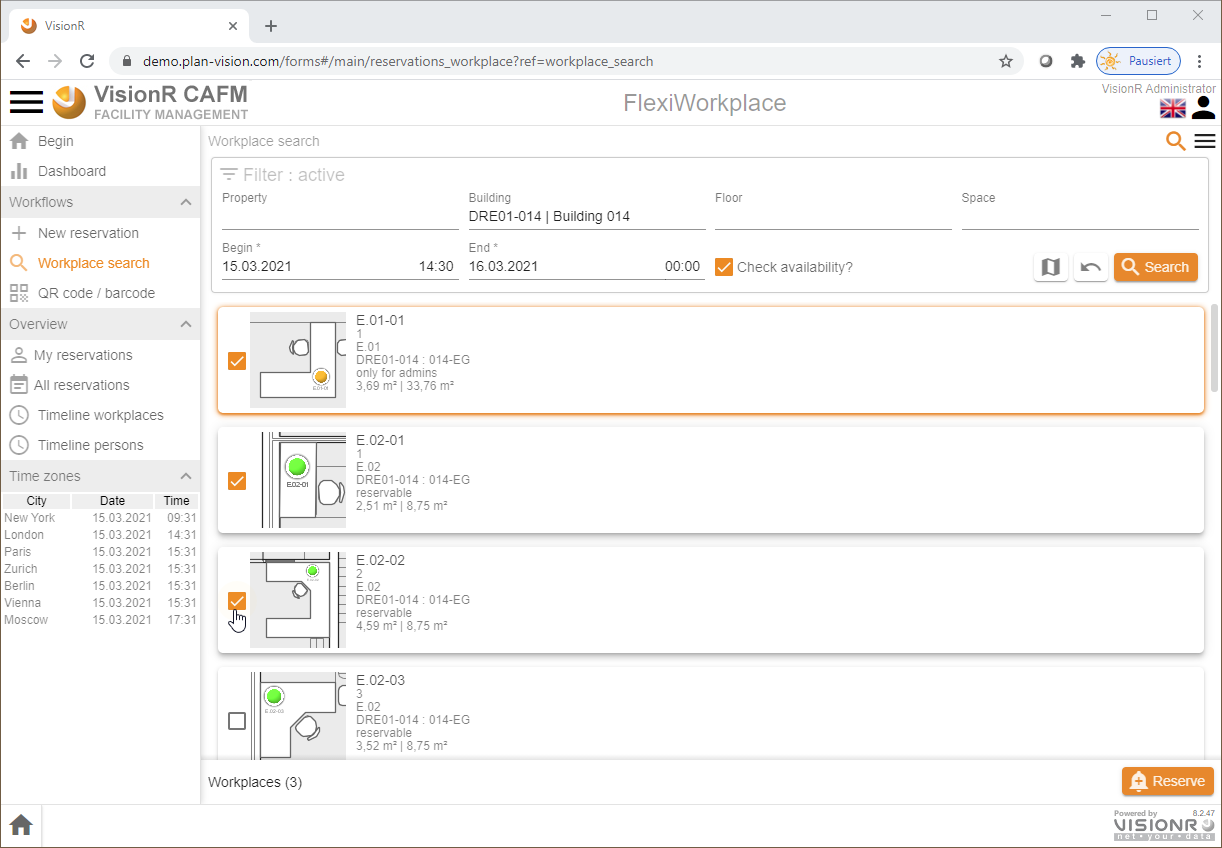 VisionR
demo.plan-vision.com/forms#/main/reservations_workplace?ref=workplace_search
Pausiert
VisionR CAFM
FACILITY MANAGEMENT
FlexiWorkplace
VisionR Administrator
Begin
Dashboard
Workflows
New reservation
Workplace search
QR code / barcode
Overview
My reservations
All reservations
Timeline workplaces
Timeline persons
Time zones
City Date Time
New York 15.03.2021 09:31
London 15.03.2021 14:31
Paris 15.03.2021 15:31
Zurich 15.03.2021 15:31
Berlin 15.03.2021 15:31
Vienna 15.03.2021 15:31
Moscow 15.03.2021 17:31
Workplace search
Filter : active
Property Building Floor Space
DRE01-014 | Building 014
Begin * End *
15.03.2021 14:30 16.03.2021 00:00 Check availability? Search
E.01-01
E.01-01
1
E.01
DRE01-014 : 014-EG
only for admins
3,69 m² | 33,76 m²
E.02-01
E.02-01
1
E.02
DRE01-014 : 014-EG
reservable
2,51 m² | 8,75 m²
E.02-02
2
E.02
DRE01-014 : 014-EG
reservable
4,59 m² | 8,75 m²
E.02-03
E.02-03
3
E.02
DRE01-014 : 014-EG
reservable
3,52 m² | 8,75 m²
Workplaces (3) Reserve
Powered by 8.2.47
VISIONR
net·your·data